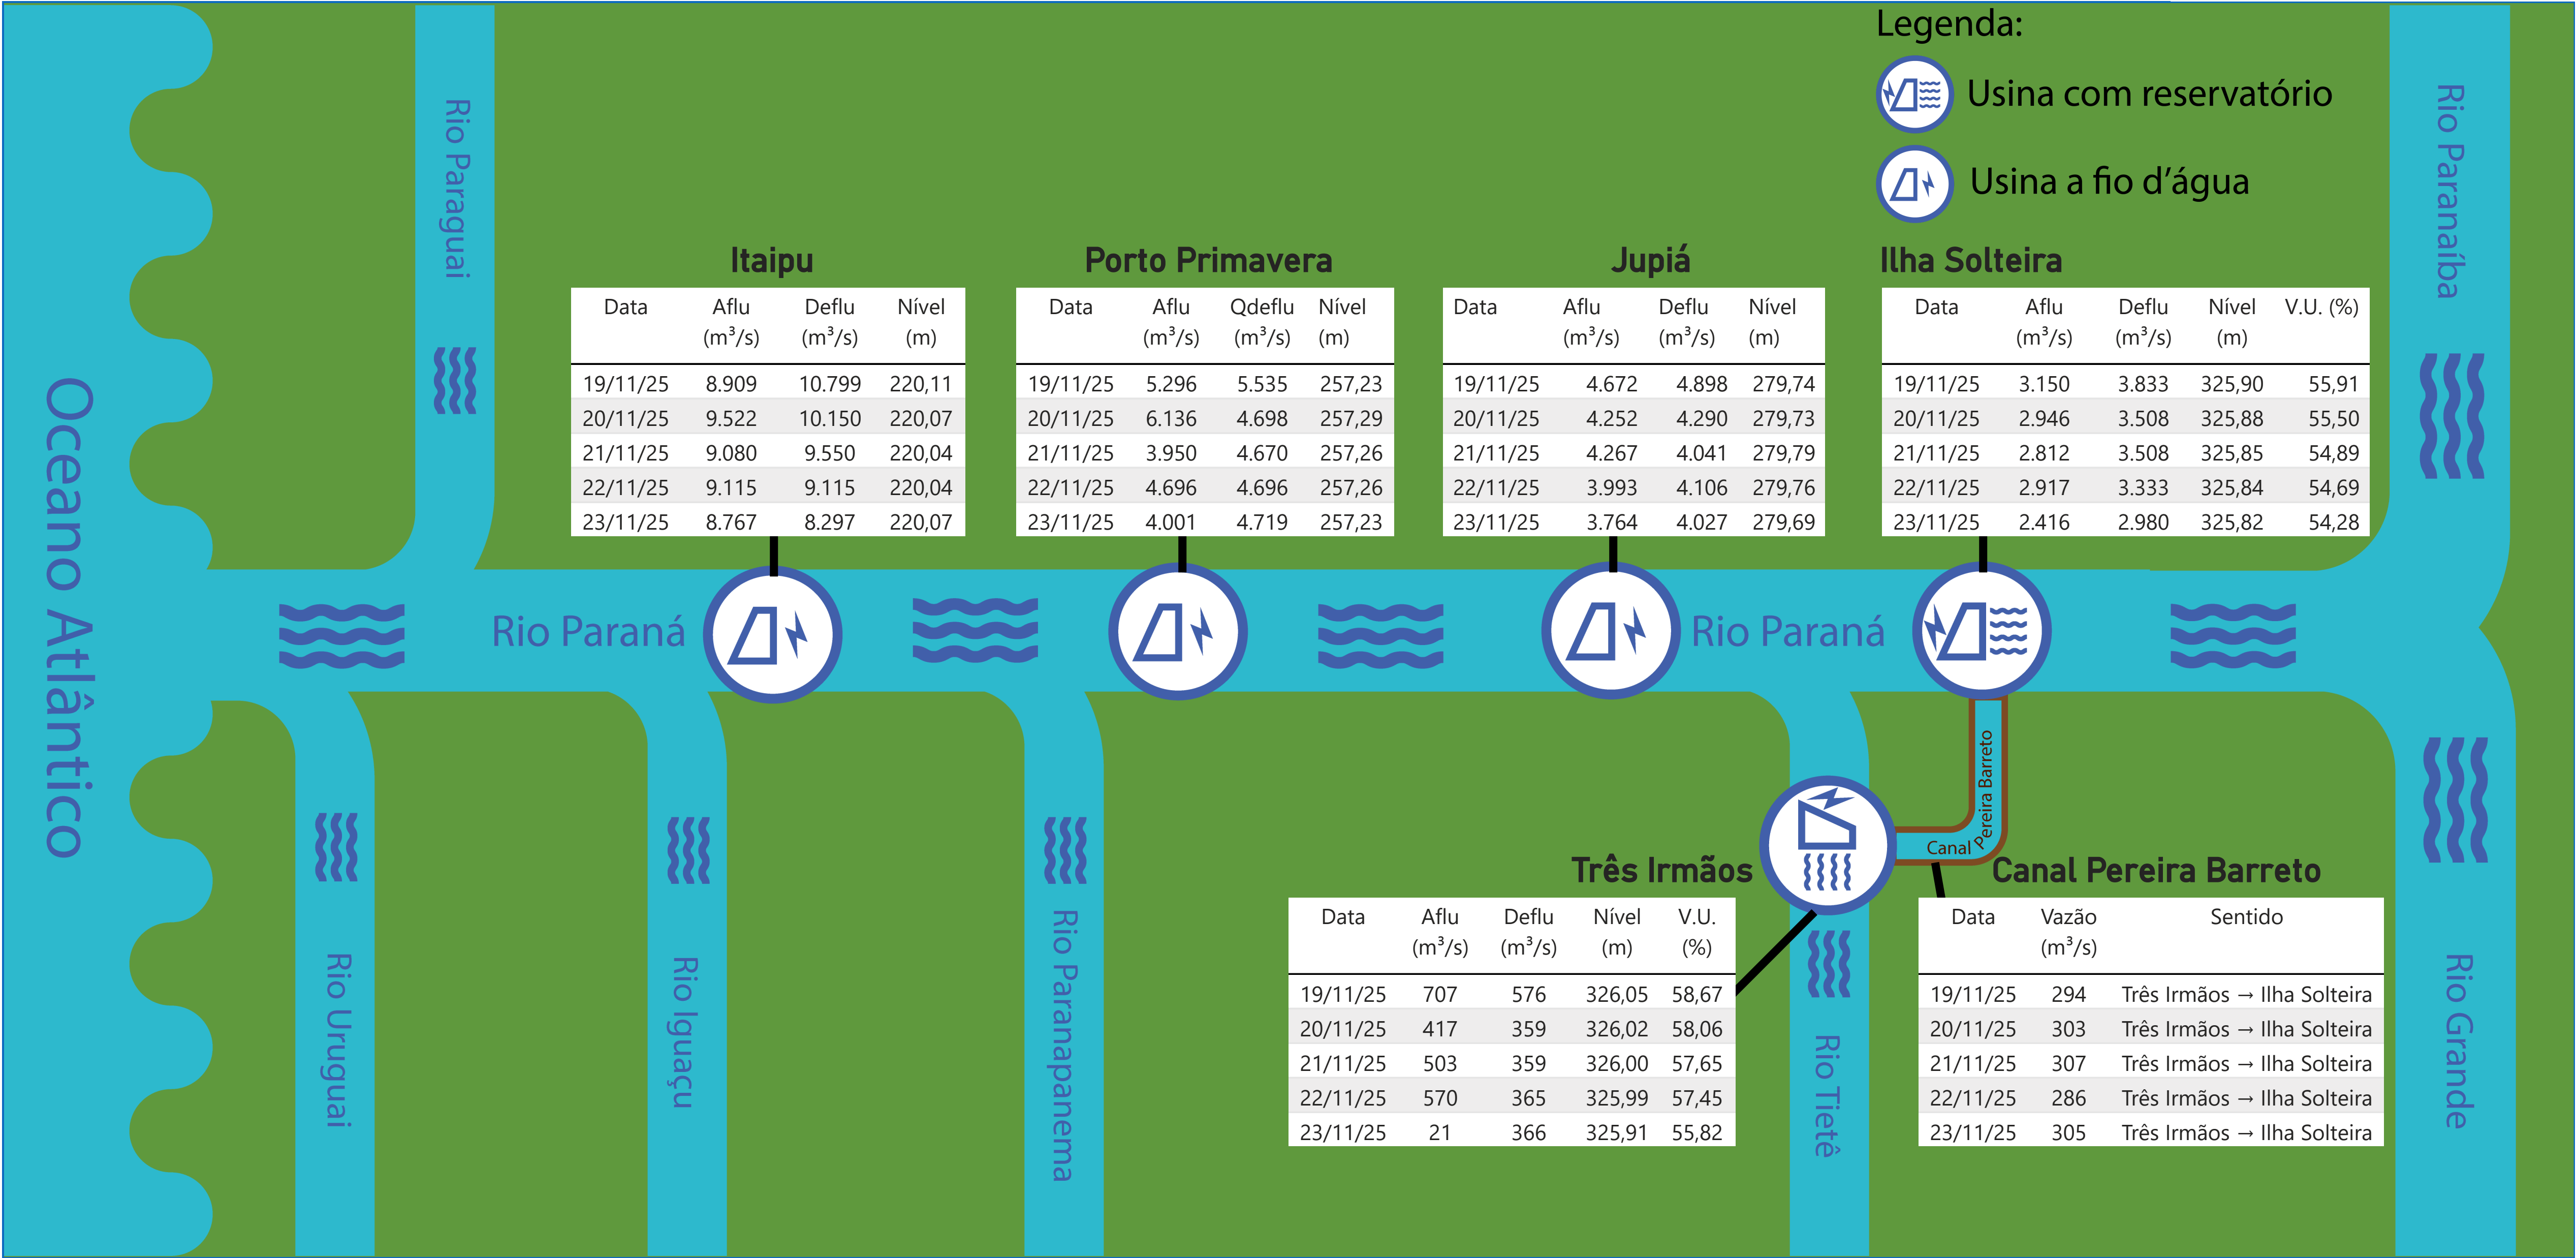 Legenda:
Usina com reservatório
Usina a fio d’água
Oceano Atlântico
Rio Paraguai
Rio Paranaíba
Itaipu
Data Aflu Deflu Nível
(m³/s) (m³/s) (m)
19/11/25 8.909 10.799 220,11
20/11/25 9.522 10.150 220,07
21/11/25 9.080 9.550 220,04
22/11/25 9.115 9.115 220,04
23/11/25 8.767 8.297 220,07
Porto Primavera
Data Aflu Qdeflu Nível
(m³/s) (m³/s) (m)
19/11/25 5.296 5.535 257,23
20/11/25 6.136 4.698 257,29
21/11/25 3.950 4.670 257,26
22/11/25 4.696 4.696 257,26
23/11/25 4.001 4.719 257,23
Jupiá
Data Aflu Deflu Nível
(m³/s) (m³/s) (m)
19/11/25 4.672 4.898 279,74
20/11/25 4.252 4.290 279,73
21/11/25 4.267 4.041 279,79
22/11/25 3.993 4.106 279,76
23/11/25 3.764 4.027 279,69
Ilha Solteira
Data Aflu Deflu Nível V.U. (%)
(m³/s) (m³/s) (m)
19/11/25 3.150 3.833 325,90 55,91
20/11/25 2.946 3.508 325,88 55,50
21/11/25 2.812 3.508 325,85 54,89
22/11/25 2.917 3.333 325,84 54,69
23/11/25 2.416 2.980 325,82 54,28
Rio Paraná
Rio Paraná
Canal Pereira Barreto
Três Irmãos
Data Aflu Deflu Nível V.U.
(m³/s) (m³/s) (m) (%)
19/11/25 707 576 326,05 58,67
20/11/25 417 359 326,02 58,06
21/11/25 503 359 326,00 57,65
22/11/25 570 365 325,99 57,45
23/11/25 21 366 325,91 55,82
Canal Pereira Barreto
Data Vazão Sentido
(m³/s)
19/11/25 294 Três Irmãos → Ilha Solteira
20/11/25 303 Três Irmãos → Ilha Solteira
21/11/25 307 Três Irmãos → Ilha Solteira
22/11/25 286 Três Irmãos → Ilha Solteira
23/11/25 305 Três Irmãos → Ilha Solteira
Rio Uruguai
Rio Iguaçu
Rio Paranapanema
Rio Tietê
Rio Grande